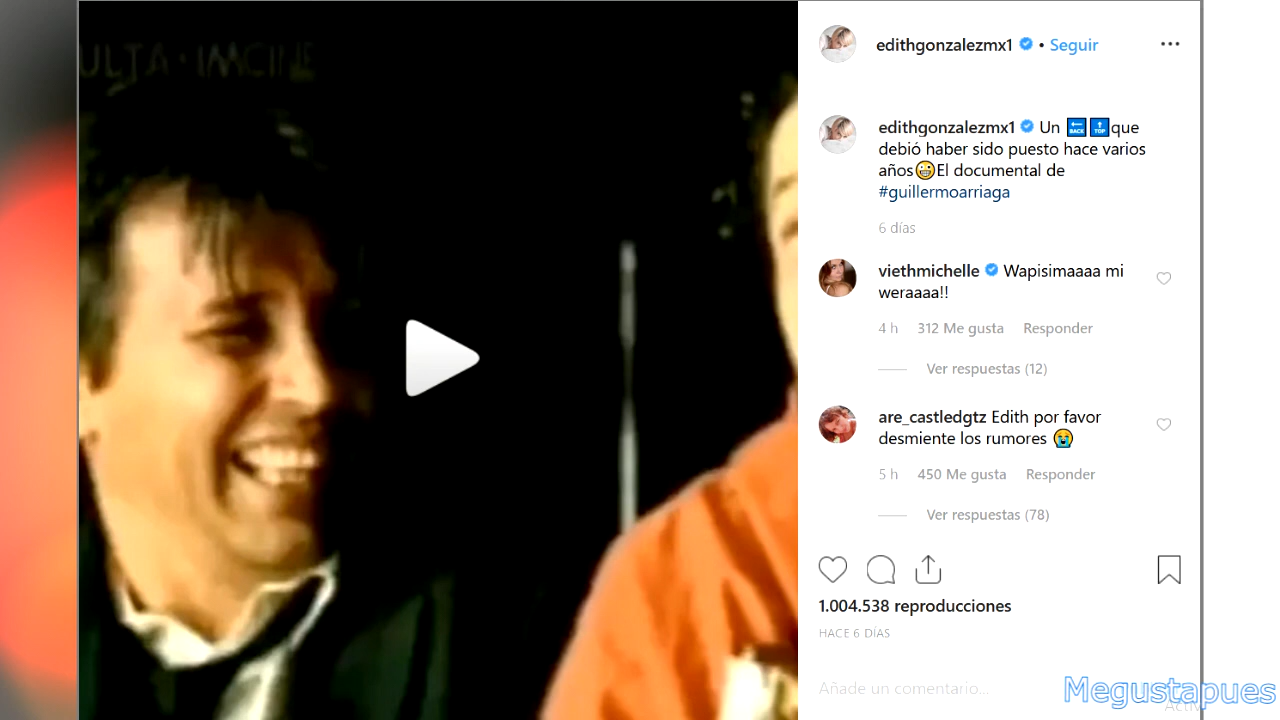 ULTA · IMCINE
edithgonzalezmx1 • Seguir
edithgonzalezmx1 Un 🔙🔝que
debió haber sido puesto hace varios
años😀El documental de
#guillermoarriaga
6 días
viethmichelle Wapisimaaaa mi
weraaaa!!
4 h 312 Me gusta Responder
Ver respuestas (12)
are_castledgtz Edith por favor
desmiente los rumores 😭
5 h 450 Me gusta Responder
Ver respuestas (78)
1.004.538 reproducciones
HACE 6 DÍAS
Añade un comentario...
Megustapues
Activ